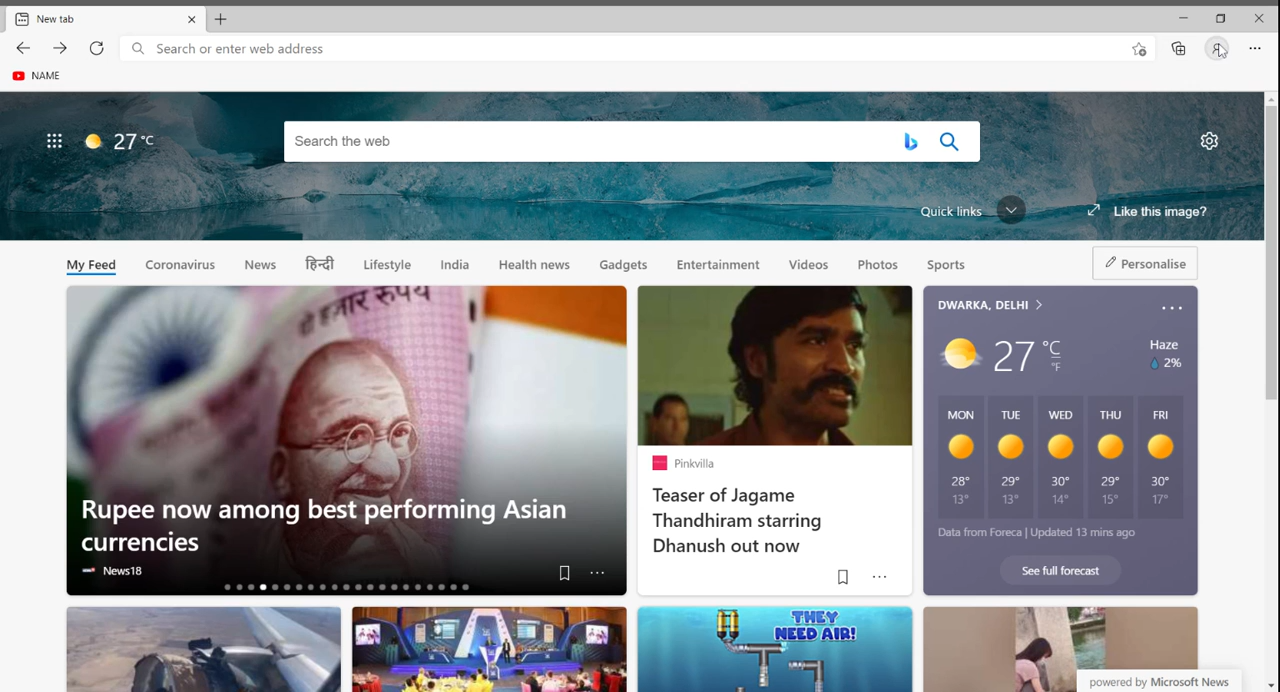 New tab
Search or enter web address
NAME
27 °C
Search the web
Quick links
Like this image?
My Feed Coronavirus News हिन्दी Lifestyle India Health news Gadgets Entertainment Videos Photos Sports
Personalise
हज़ार रुपये
Rupee now among best performing Asian
currencies
News18
Pinkvilla
Teaser of Jagame
Thandhiram starring
Dhanush out now
DWARKA, DELHI
27 °C
°F
Haze
2%
MON TUE WED THU FRI
28° 29° 30° 29° 30°
13° 13° 14° 15° 17°
Data from Foreca | Updated 13 mins ago
See full forecast
THEY
NEED AIR!
powered by Microsoft News